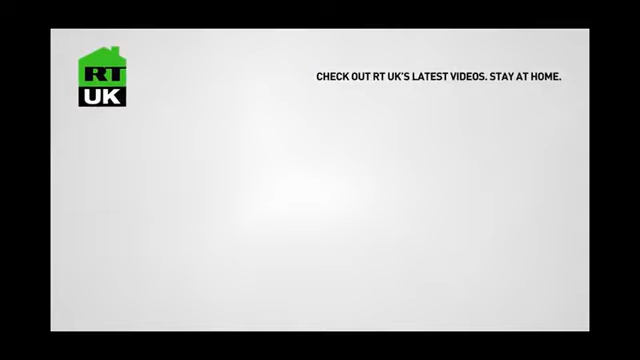 RT
UK
CHECK OUT RT UK'S LATEST VIDEOS. STAY AT HOME.